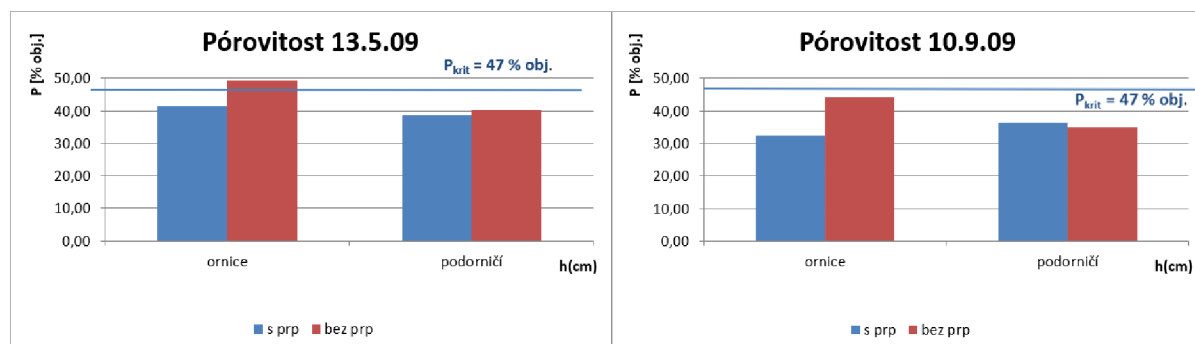 Pórovitost 13.5.09
P [% obj.]
Pkrit = 47 % obj.
50,00
40,00
30,00
20,00
10,00
0,00
ornice
podorničí
h(cm)
s prp
bez prp
Pórovitost 10.9.09
P [% obj.]
Pkrit = 47 % obj.
50,00
40,00
30,00
20,00
10,00
0,00
ornice
podorničí
h(cm)
s prp
bez prp